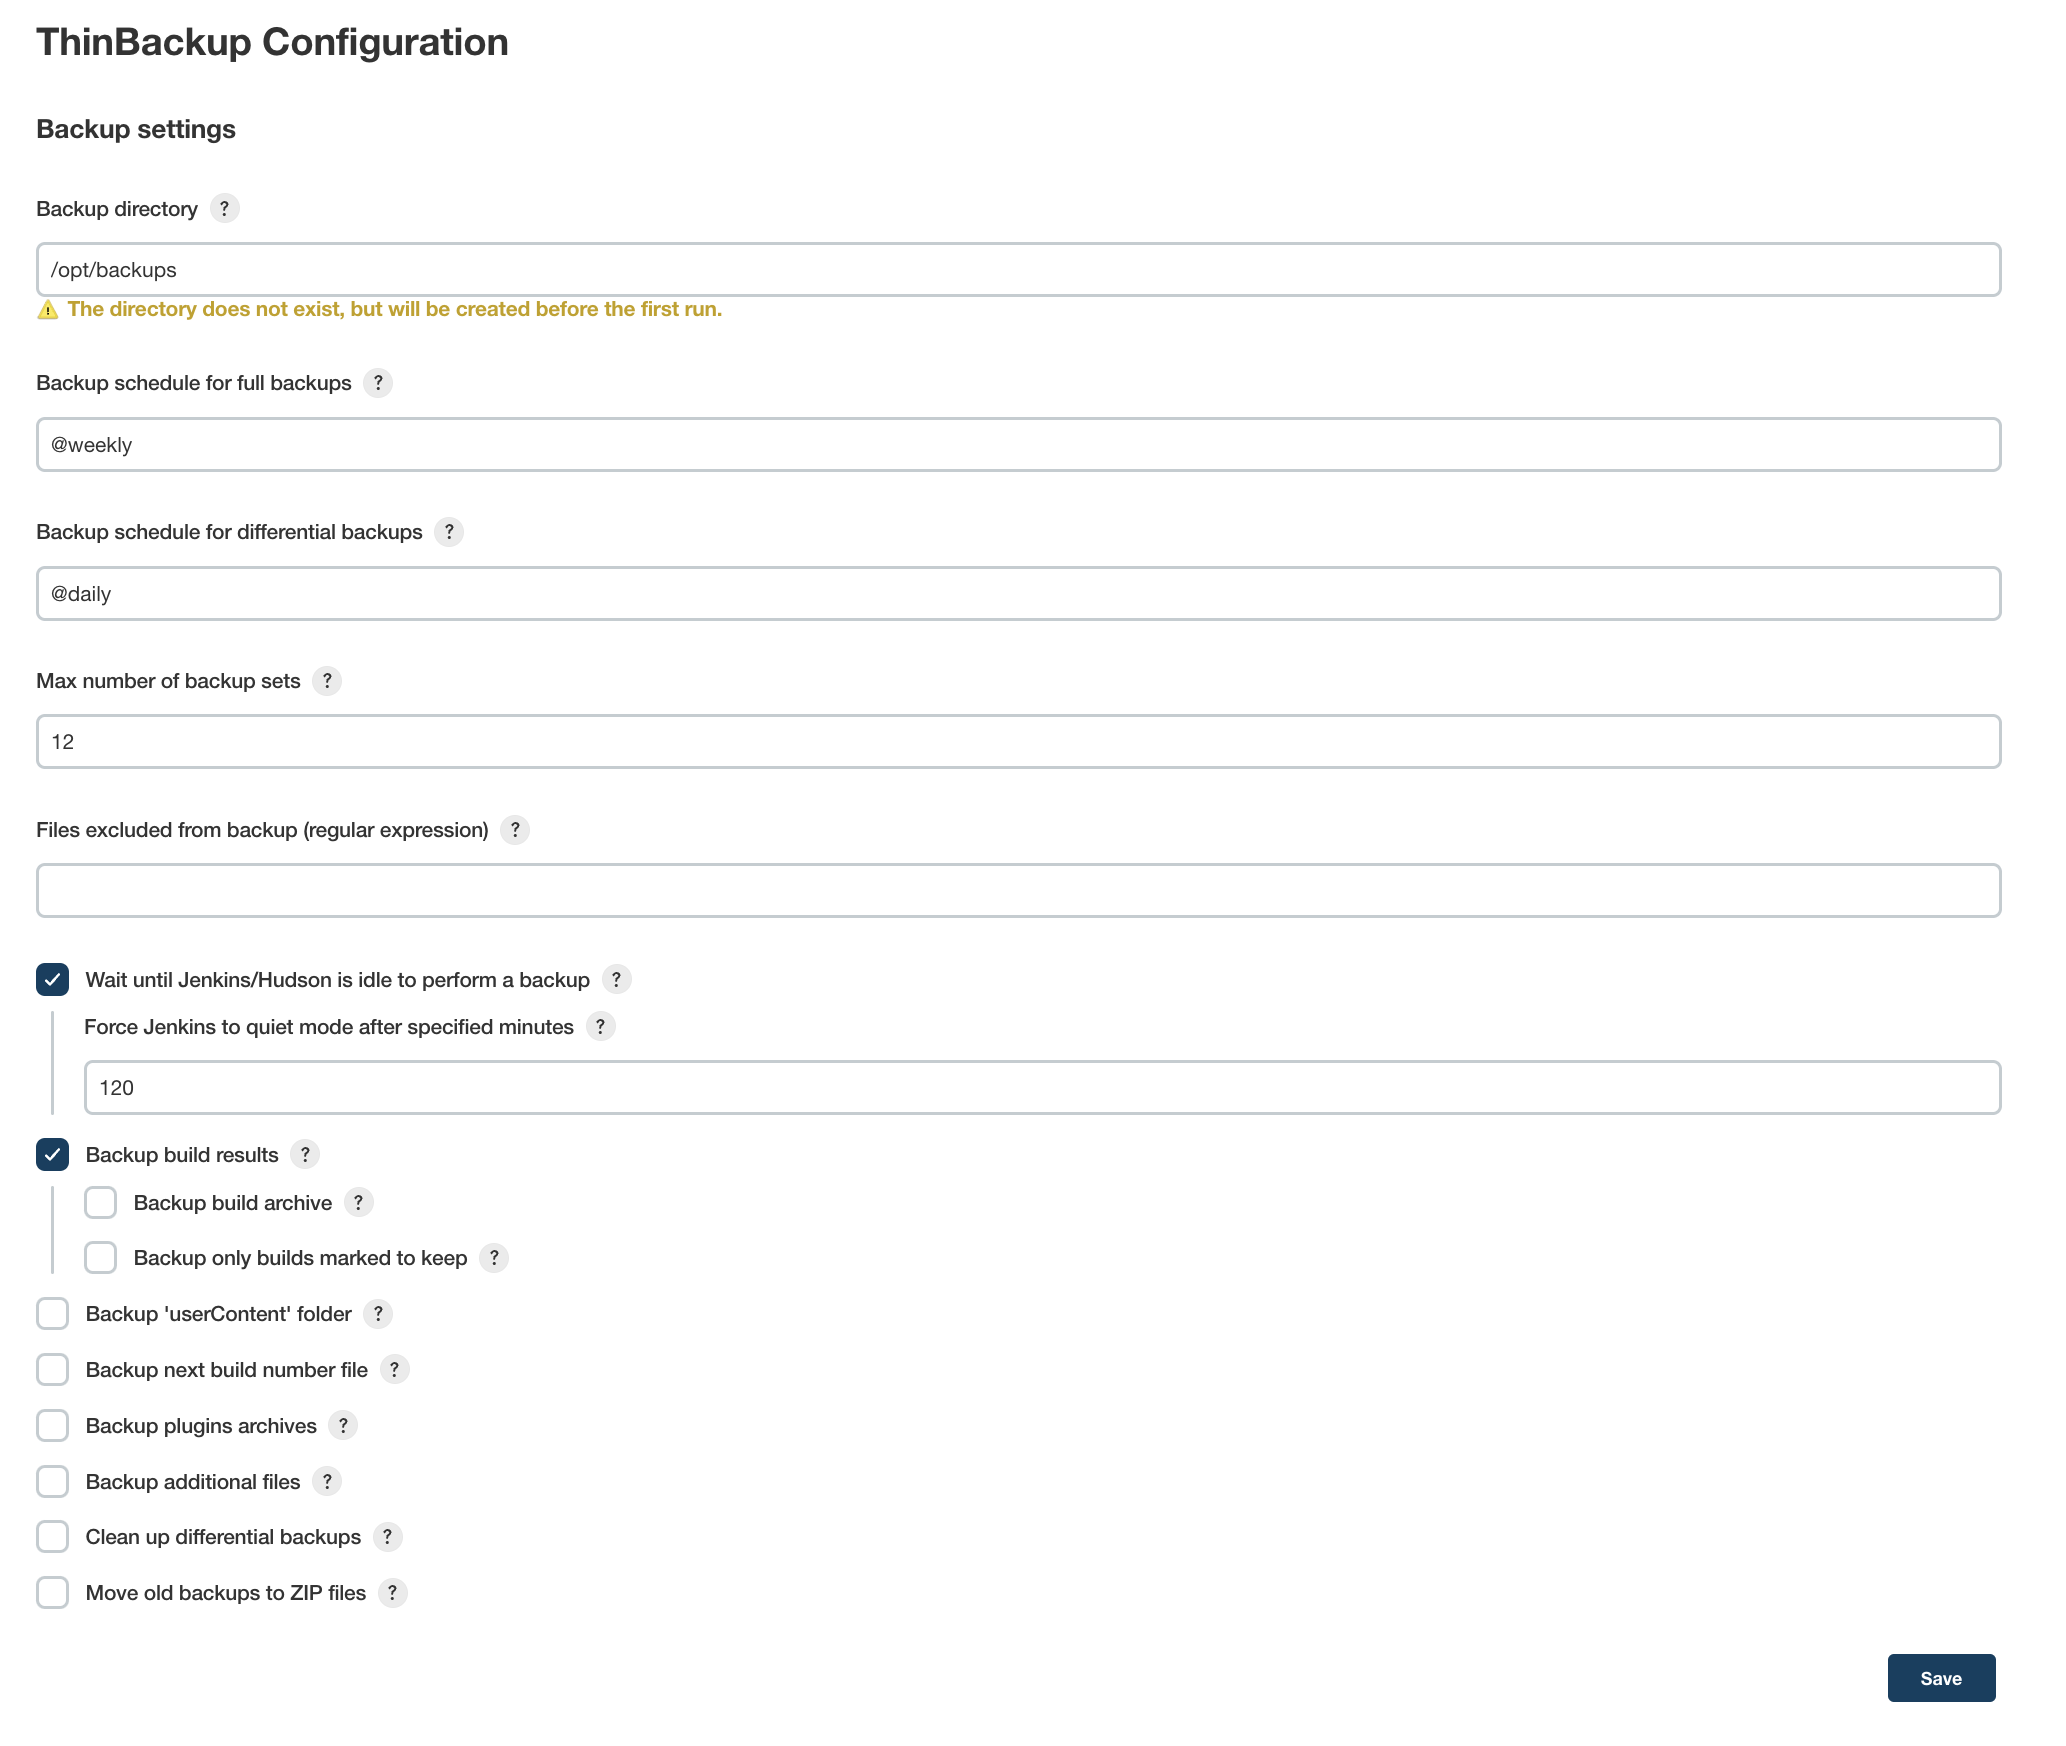 ThinBackup Configuration
Backup settings
Backup directory ?
/opt/backups
The directory does not exist, but will be created before the first run.
Backup schedule for full backups ?
@weekly
Backup schedule for differential backups ?
@daily
Max number of backup sets ?
12
Files excluded from backup (regular expression) ?
Wait until Jenkins/Hudson is idle to perform a backup ?
Force Jenkins to quiet mode after specified minutes ?
120
Backup build results ?
Backup build archive ?
Backup only builds marked to keep ?
Backup 'userContent' folder ?
Backup next build number file ?
Backup plugins archives ?
Backup additional files ?
Clean up differential backups ?
Move old backups to ZIP files ?
Save